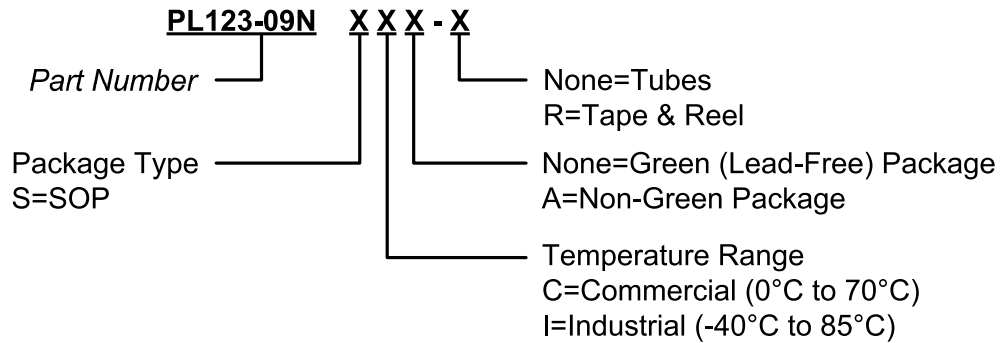 PL123-09N X X X - X
Part Number
None=Tubes
R=Tape & Reel
Package Type
S=SOP
None=Green (Lead-Free) Package
A=Non-Green Package
Temperature Range
C=Commercial (0°C to 70°C)
I=Industrial (-40°C to 85°C)